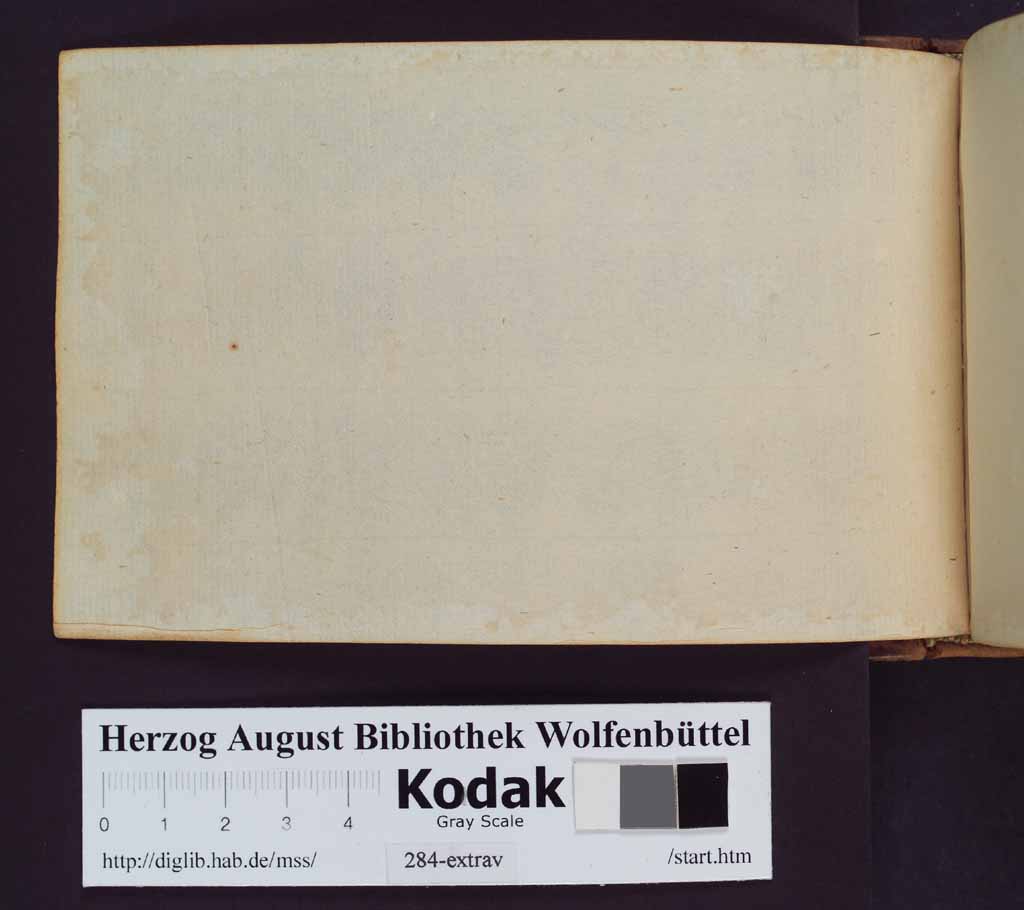 Herzog August Bibliothek Wolfenbüttel
Kodak
Gray Scale
0 1 2 3 4
http://diglib.hab.de/mss/ 284-extrav /start.htm